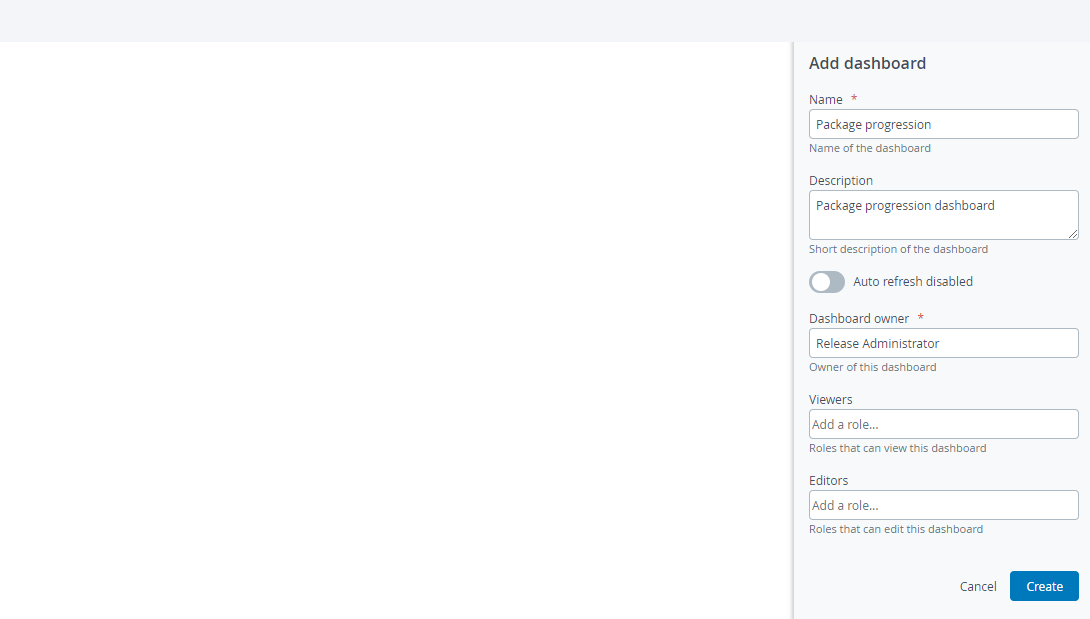 Add dashboard
Name *
Package progression
Name of the dashboard
Description
Package progression dashboard
Short description of the dashboard
Auto refresh disabled
Dashboard owner *
Release Administrator
Owner of this dashboard
Viewers
Add a role...
Roles that can view this dashboard
Editors
Add a role...
Roles that can edit this dashboard
Cancel Create